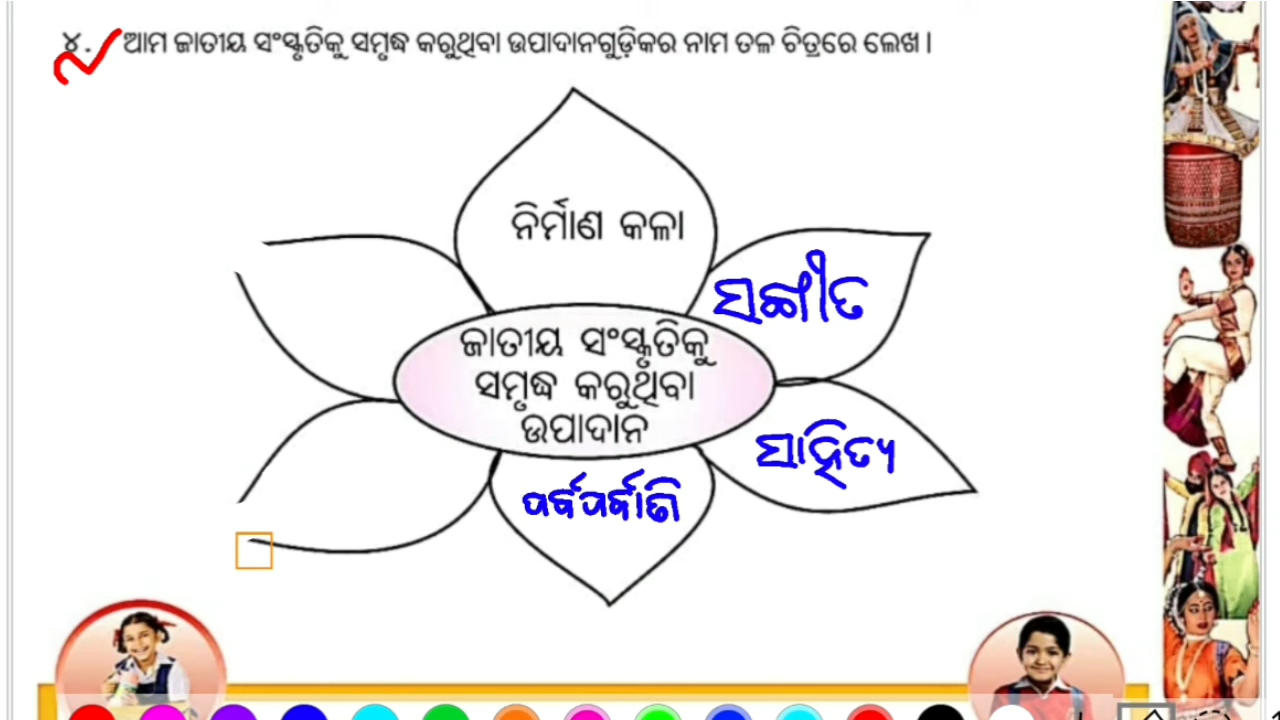 ୪. ଆମ ଜାତୀୟ ସଂସ୍କୃତିକୁ ସମୃଦ୍ଧ କରୁଥିବା ଉପାଦାନଗୁଡ଼ିକର ନାମ ତଳ ଚିତ୍ରରେ ଲେଖ ।
ନିର୍ମାଣ କଳା
ସଙ୍ଗୀତ
ଜାତୀୟ ସଂସ୍କୃତିକୁ
ସମୃଦ୍ଧ କରୁଥିବା
ଉପାଦାନ
ସାହିତ୍ୟ
ପର୍ବପର୍ବାଣି